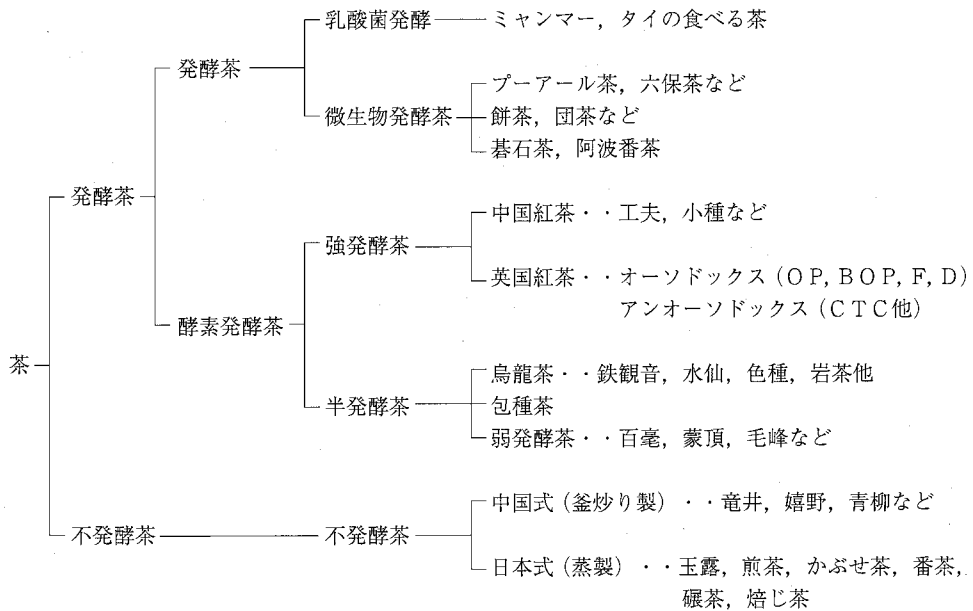 乳酸菌発酵
ミャンマー，タイの食べる茶
発酵茶
プーアール茶，六保茶など
微生物発酵茶
餅茶，団茶など
碁石茶，阿波番茶
発酵茶
中国紅茶・・工夫，小種など
強発酵茶
英国紅茶・・オーソドックス（ＯＰ，ＢＯＰ，Ｆ，Ｄ）
アンオーソドックス（ＣＴＣ他）
酵素発酵茶
茶
烏龍茶・・鉄観音，水仙，色種，岩茶他
半発酵茶
包種茶
弱発酵茶・・百毫，蒙頂，毛峰など
中国式（釜炒り製）・・竜井，嬉野，青柳など
不発酵茶
不発酵茶
日本式（蒸製）・・玉露，煎茶，かぶせ茶，番茶，
碾茶，焙じ茶